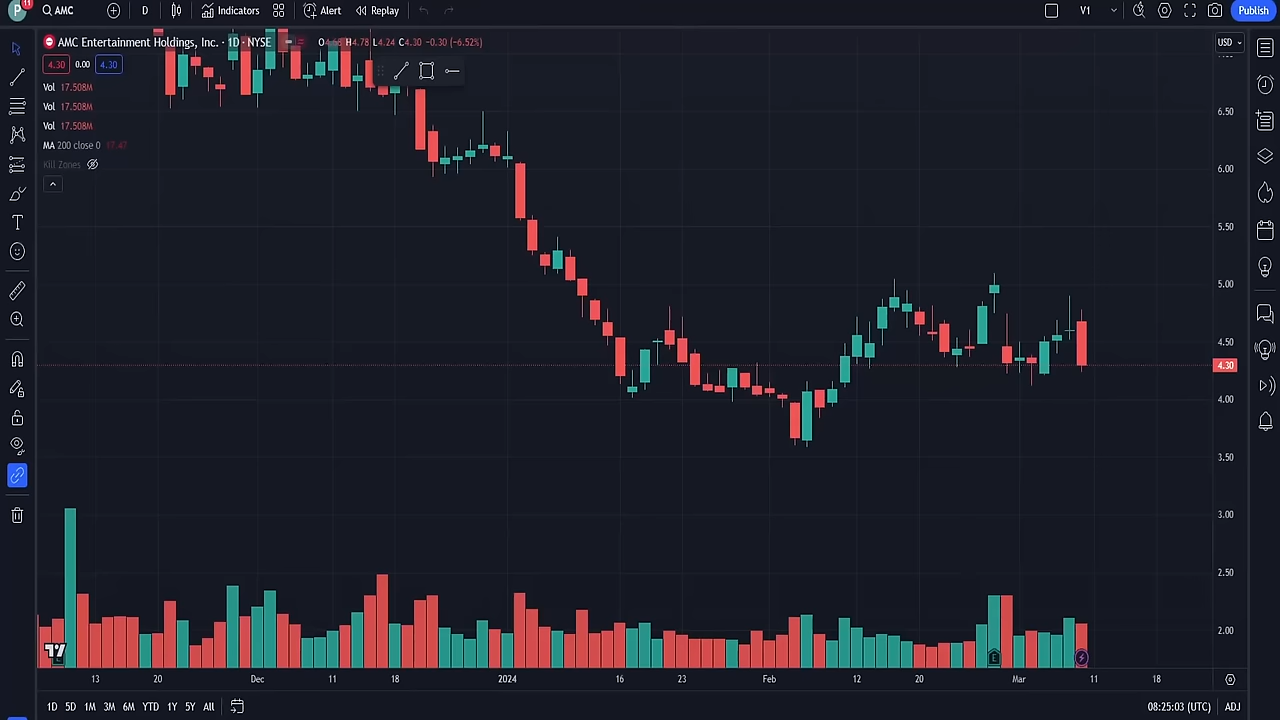 P 11 AMC D Indicators Alert Replay V1 Publish
AMC Entertainment Holdings, Inc. · 1D · NYSE H4.78 L4.24 C4.30 −0.30 (−6.52%) USD
4.30 0.00 4.30
Vol 17.508M
Vol 17.508M
Vol 17.508M
MA 200 close 0 17.47
Kill Zones
6.50
6.00
5.50
5.00
4.50
4.30
4.00
3.50
3.00
2.50
2.00
E
13 20 Dec 11 18 2024 16 23 Feb 12 20 Mar 11 18
1D 5D 1M 3M 6M YTD 1Y 5Y All 08:25:03 (UTC) ADJ